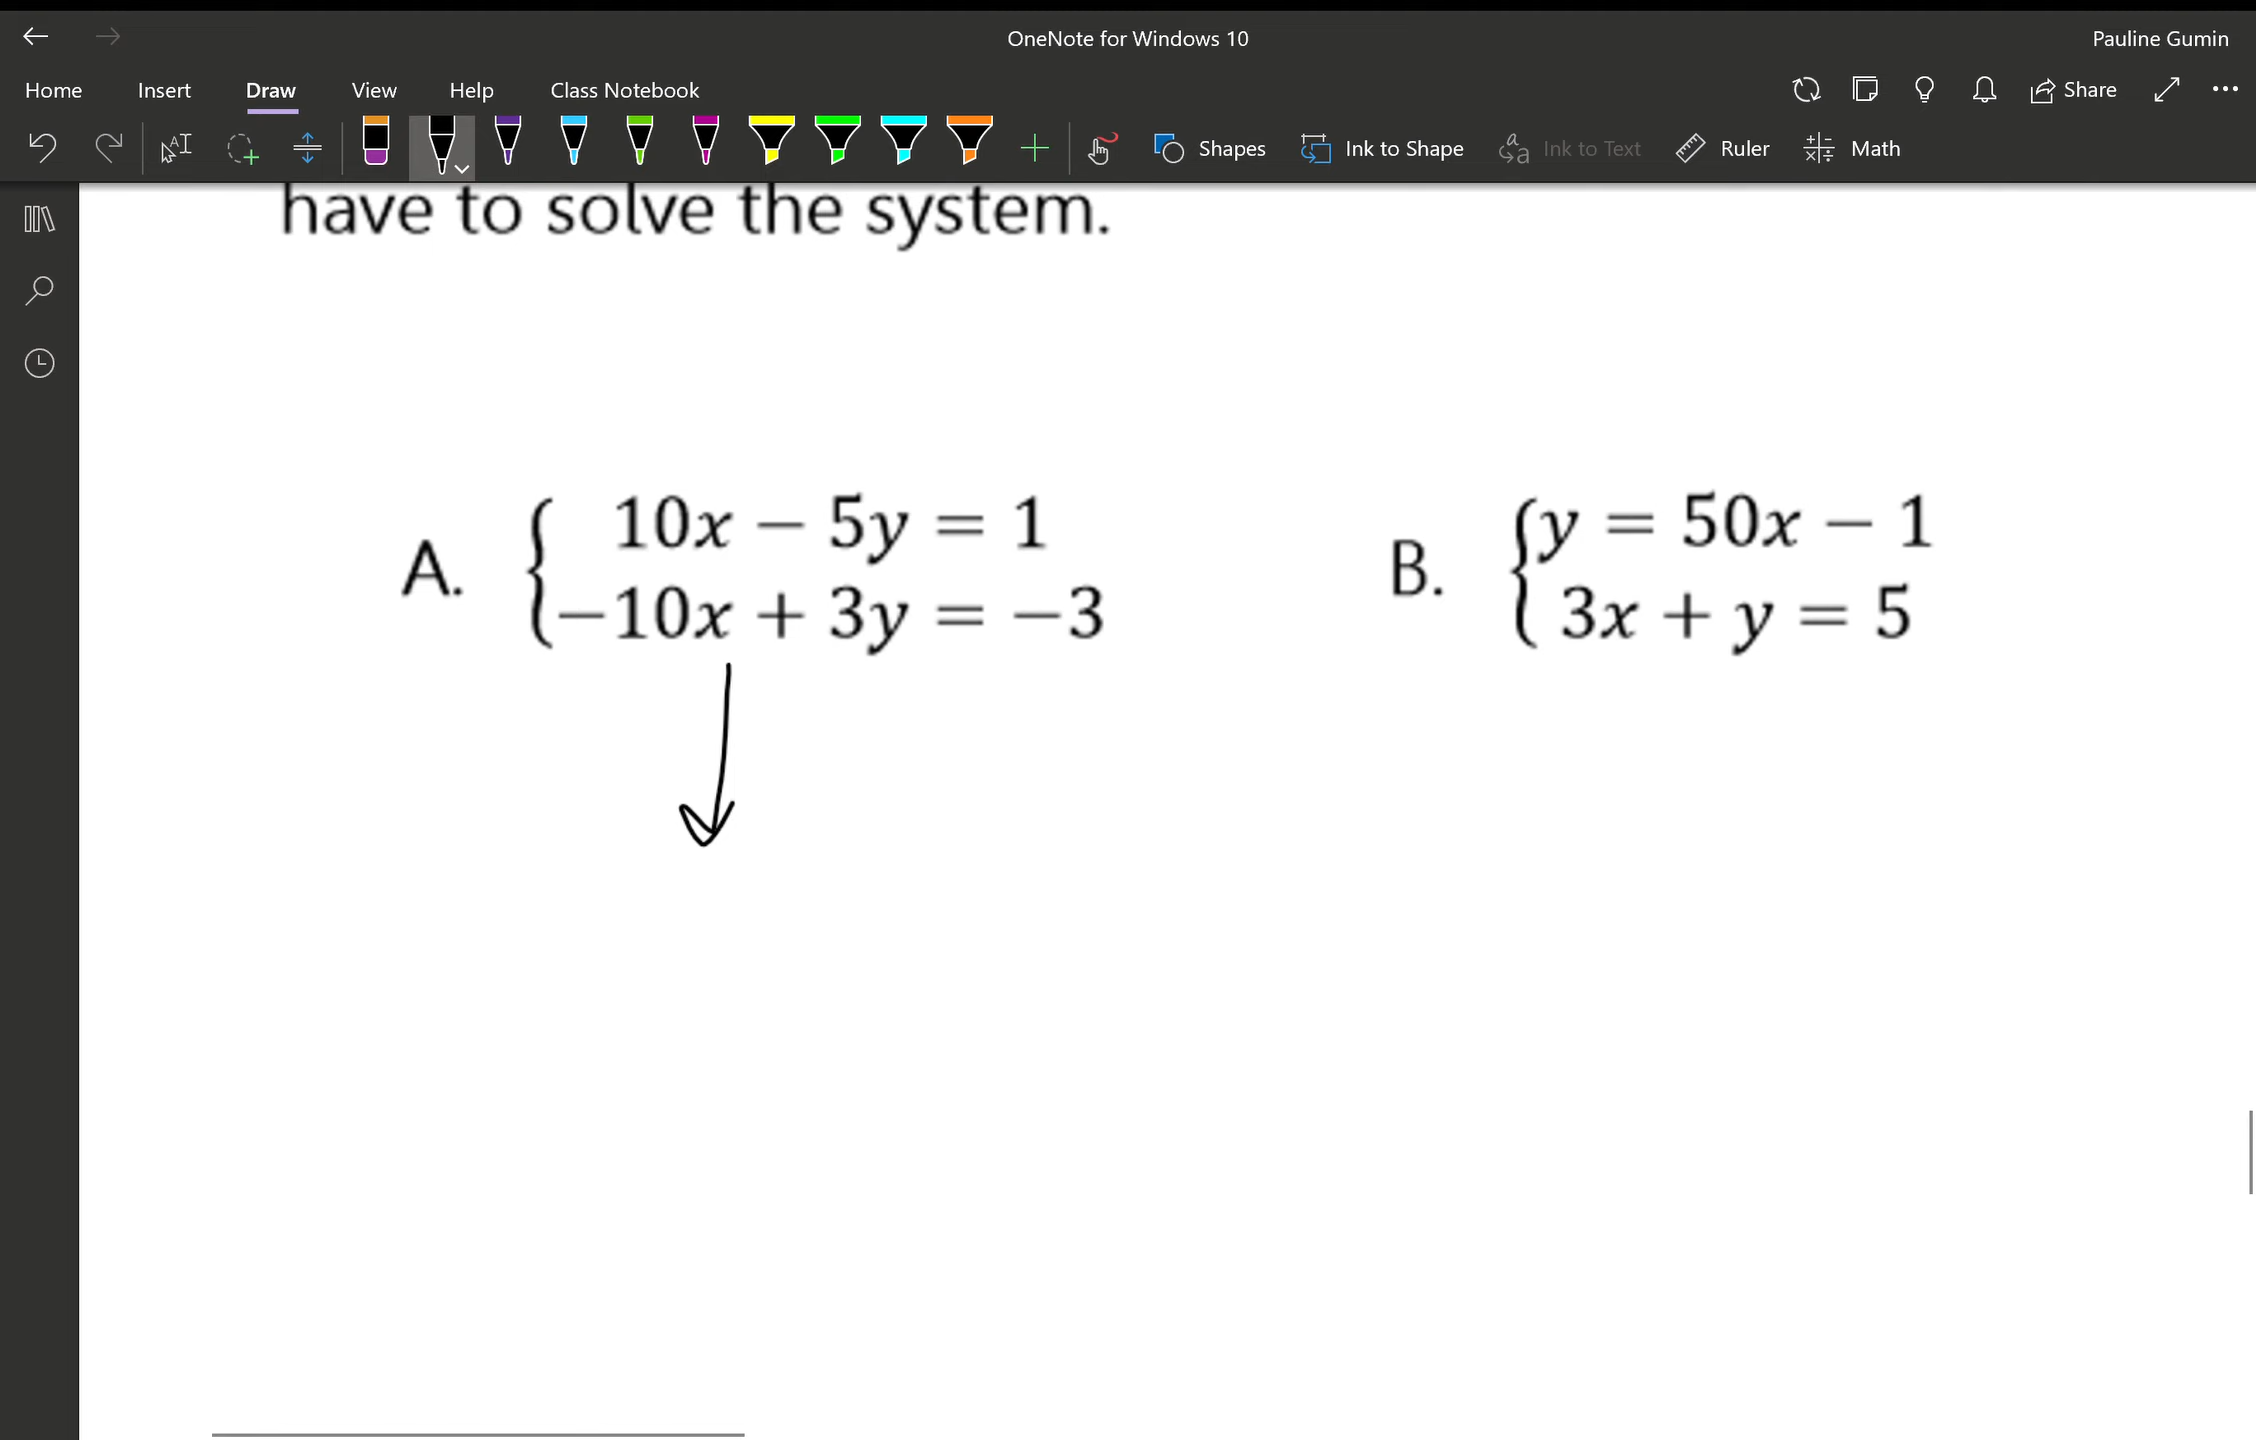 OneNote for Windows 10
Pauline Gumin
Home Insert Draw View Help Class Notebook
Share
Shapes Ink to Shape Ink to Text Ruler Math
have to solve the system.
A. { 10x − 5y = 1
−10x + 3y = −3
B. { y = 50x − 1
3x + y = 5